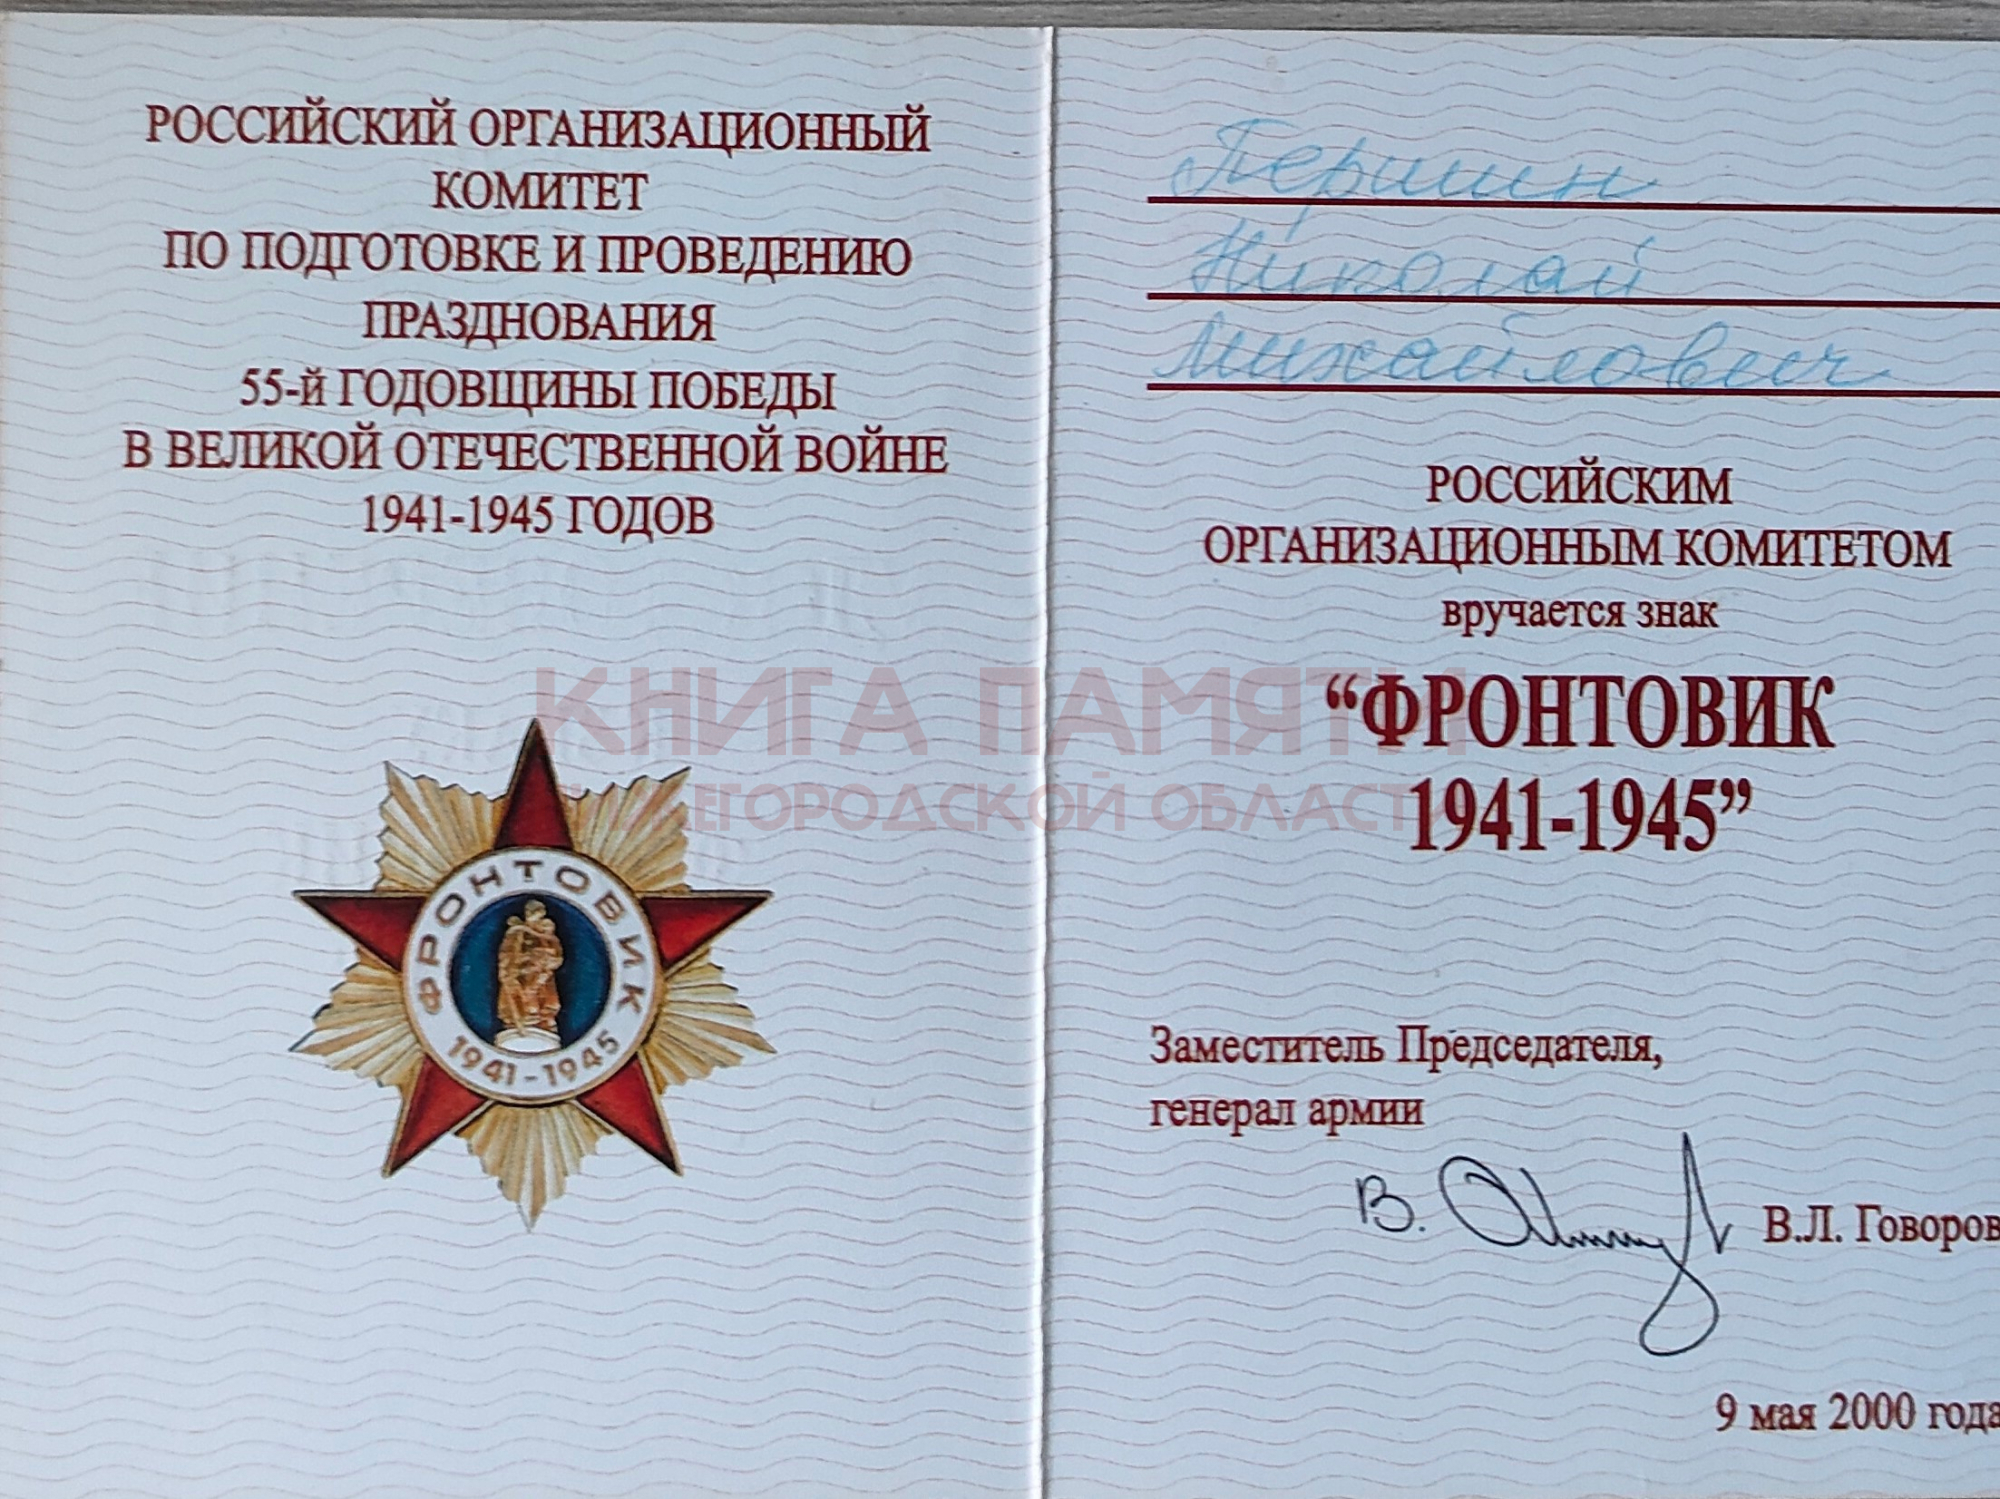 РОССИЙСКИЙ ОРГАНИЗАЦИОННЫЙ
КОМИТЕТ
ПО ПОДГОТОВКЕ И ПРОВЕДЕНИЮ
ПРАЗДНОВАНИЯ
55-й ГОДОВЩИНЫ ПОБЕДЫ
В ВЕЛИКОЙ ОТЕЧЕСТВЕННОЙ ВОЙНЕ
1941-1945 ГОДОВ
ФРОНТОВИК
1941-1945
Першин
Николай
Михайлович
РОССИЙСКИМ
ОРГАНИЗАЦИОННЫМ КОМИТЕТОМ
вручается знак
“ФРОНТОВИК
1941-1945”
Заместитель Председателя,
генерал армии
В.
В.Л. Говоров
9 мая 2000 года
КНИГА ПАМЯТИ
НИЖЕГОРОДСКОЙ ОБЛАСТИ